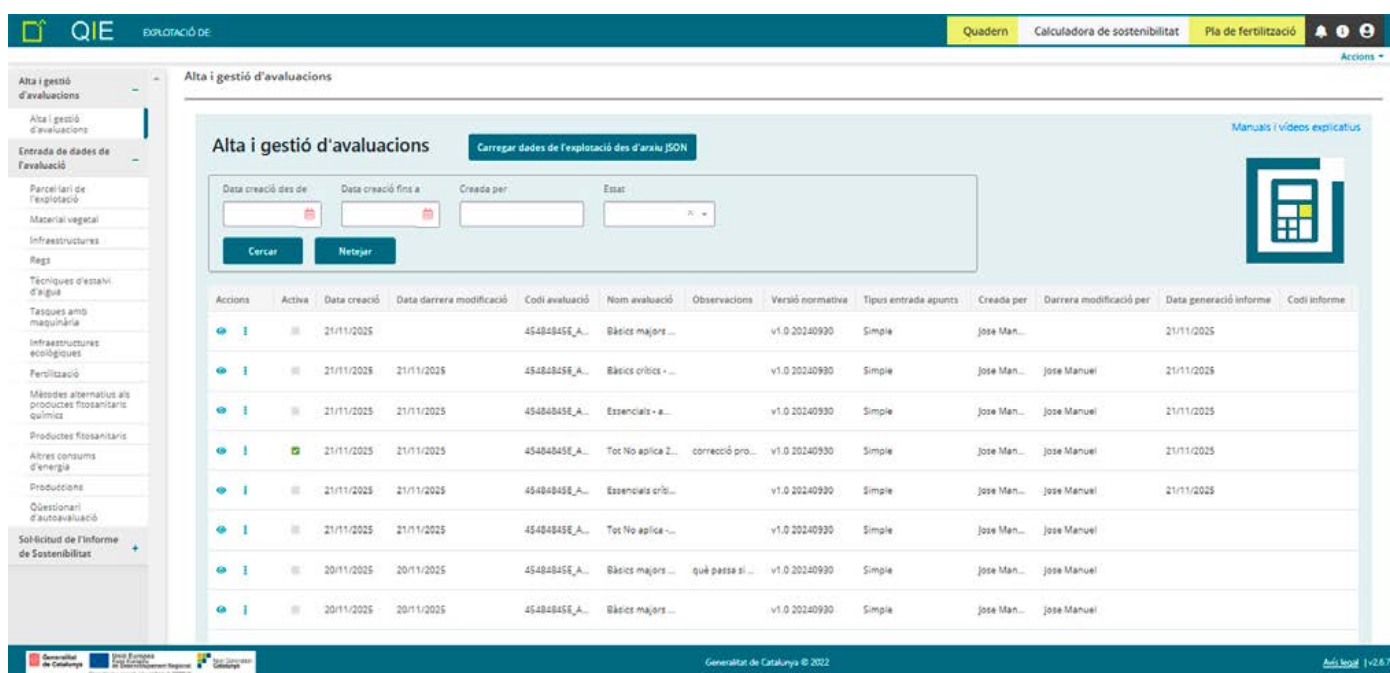 QIE
EXPLOTACIÓ DE:
Quadern
Calculadora de sostenibilitat
Pla de fertilització
Accions
Alta i gestió
d'avaluacions
Alta i gestió
d'avaluacions
Entrada de dades de
l'avaluació
Parcel·lari de
l'explotació
Material vegetal
Infraestructures
Regs
Tècniques d'estalvi
d'aigua
Tasques amb
maquinària
Infraestructures
ecològiques
Fertilització
Mètodes alternatius als
productes fitosanitaris
químics
Productes fitosanitaris
Altres consums
d'energia
Produccions
Qüestionari
d'autoavaluació
Sol·licitud de l'Informe
de Sostenibilitat
Alta i gestió d'avaluacions
Manuals i vídeos explicatius
Alta i gestió d'avaluacions
Carregar dades de l'explotació des d'arxiu JSON
Data creació des de Data creació fins a Creada per Estat
Cercar Netejar
Accions Activa Data creació Data darrera modificació Codi avaluació Nom avaluació Observacions Versió normativa Tipus entrada apunts Creada per Darrera modificació per Data generació informe Codi informe
21/11/2025 45484845E_A... Bàsics majors ... v1.0 20240930 Simple Jose Man... 21/11/2025
21/11/2025 21/11/2025 45484845E_A... Bàsics crítics - ... v1.0 20240930 Simple Jose Man... Jose Manuel 21/11/2025
21/11/2025 21/11/2025 45484845E_A... Essencials - a... v1.0 20240930 Simple Jose Man... Jose Manuel 21/11/2025
21/11/2025 21/11/2025 45484845E_A... Tot No aplica 2... correcció pro... v1.0 20240930 Simple Jose Man... Jose Manuel 21/11/2025
21/11/2025 21/11/2025 45484845E_A... Essencials críti... v1.0 20240930 Simple Jose Man... Jose Manuel 21/11/2025
21/11/2025 21/11/2025 45484845E_A... Tot No aplica -... v1.0 20240930 Simple Jose Man... Jose Manuel
20/11/2025 20/11/2025 45484845E_A... Bàsics majors ... què passa si ... v1.0 20240930 Simple Jose Man... Jose Manuel
20/11/2025 20/11/2025 45484845E_A... Bàsics majors ... v1.0 20240930 Simple Jose Man... Jose Manuel
Generalitat
de Catalunya
Unió Europea
Generalitat de Catalunya © 2022
Avís legal | v2.6.7